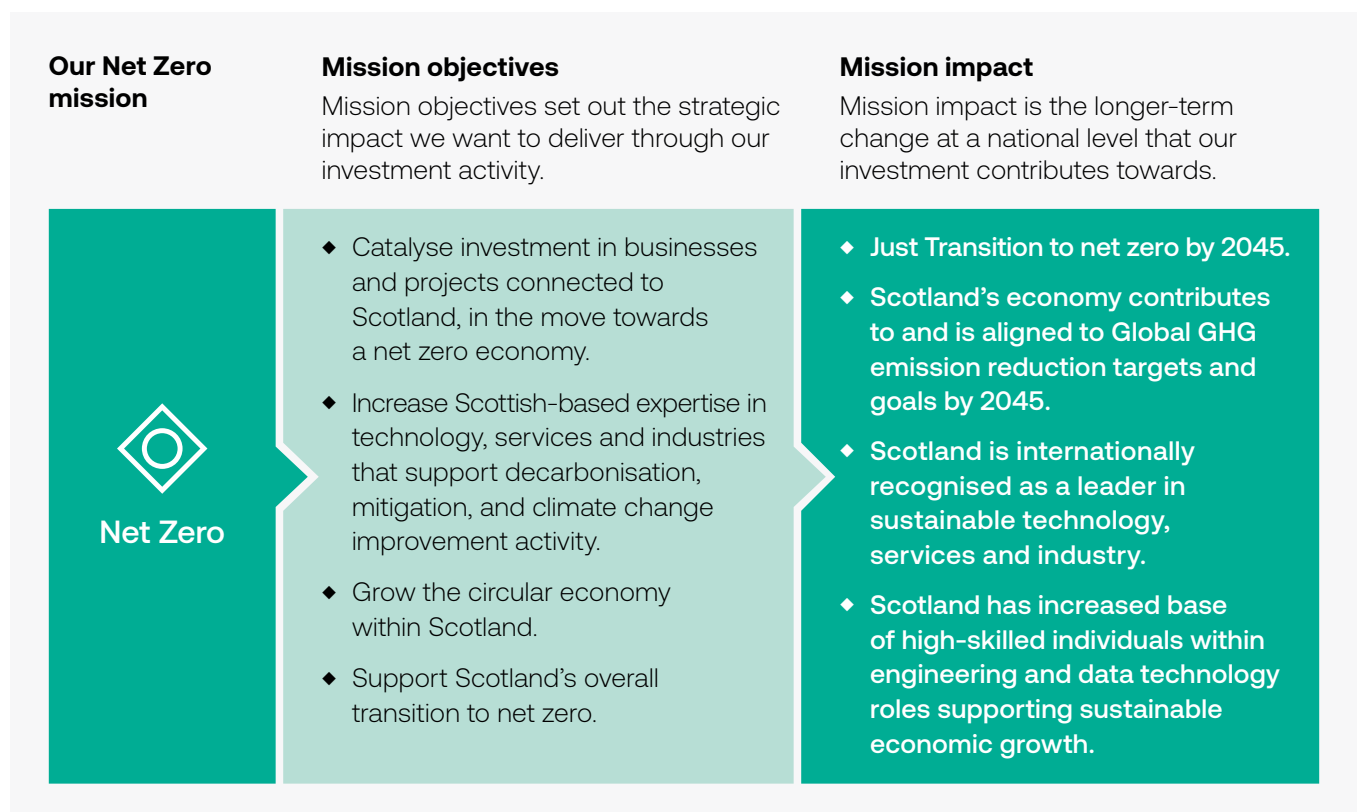 Our Net Zero
mission
Mission objectives
Mission objectives set out the strategic
impact we want to deliver through our
investment activity.
Mission impact
Mission impact is the longer-term
change at a national level that our
investment contributes towards.
Net Zero
◆ Catalyse investment in businesses
and projects connected to
Scotland, in the move towards
a net zero economy.
◆ Increase Scottish-based expertise in
technology, services and industries
that support decarbonisation,
mitigation, and climate change
improvement activity.
◆ Grow the circular economy
within Scotland.
◆ Support Scotland’s overall
transition to net zero.
◆ Just Transition to net zero by 2045.
◆ Scotland’s economy contributes
to and is aligned to Global GHG
emission reduction targets and
goals by 2045.
◆ Scotland is internationally
recognised as a leader in
sustainable technology,
services and industry.
◆ Scotland has increased base
of high-skilled individuals within
engineering and data technology
roles supporting sustainable
economic growth.